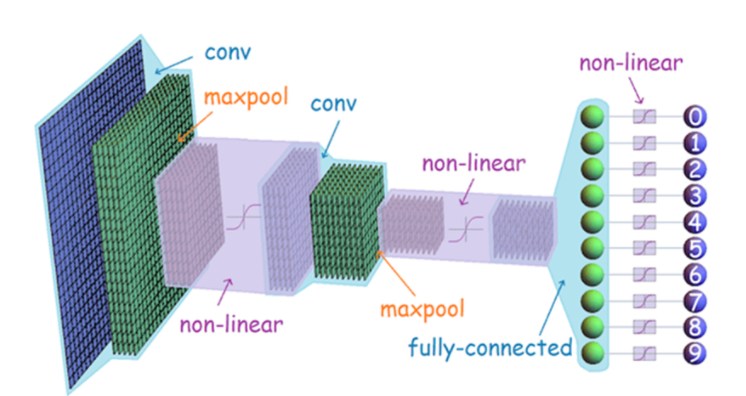 conv
maxpool
conv
non-linear
non-linear
non-linear
maxpool
fully-connected
0
1
2
3
4
5
6
7
8
9